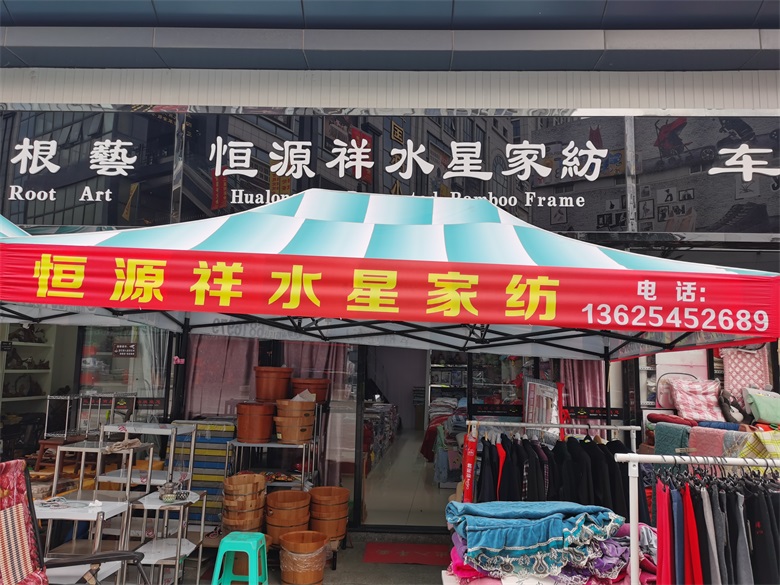 根藝
Root Art
恒源祥水星家紡
Bamboo Frame
车
恒源祥水星家纺
电话:
13625452689